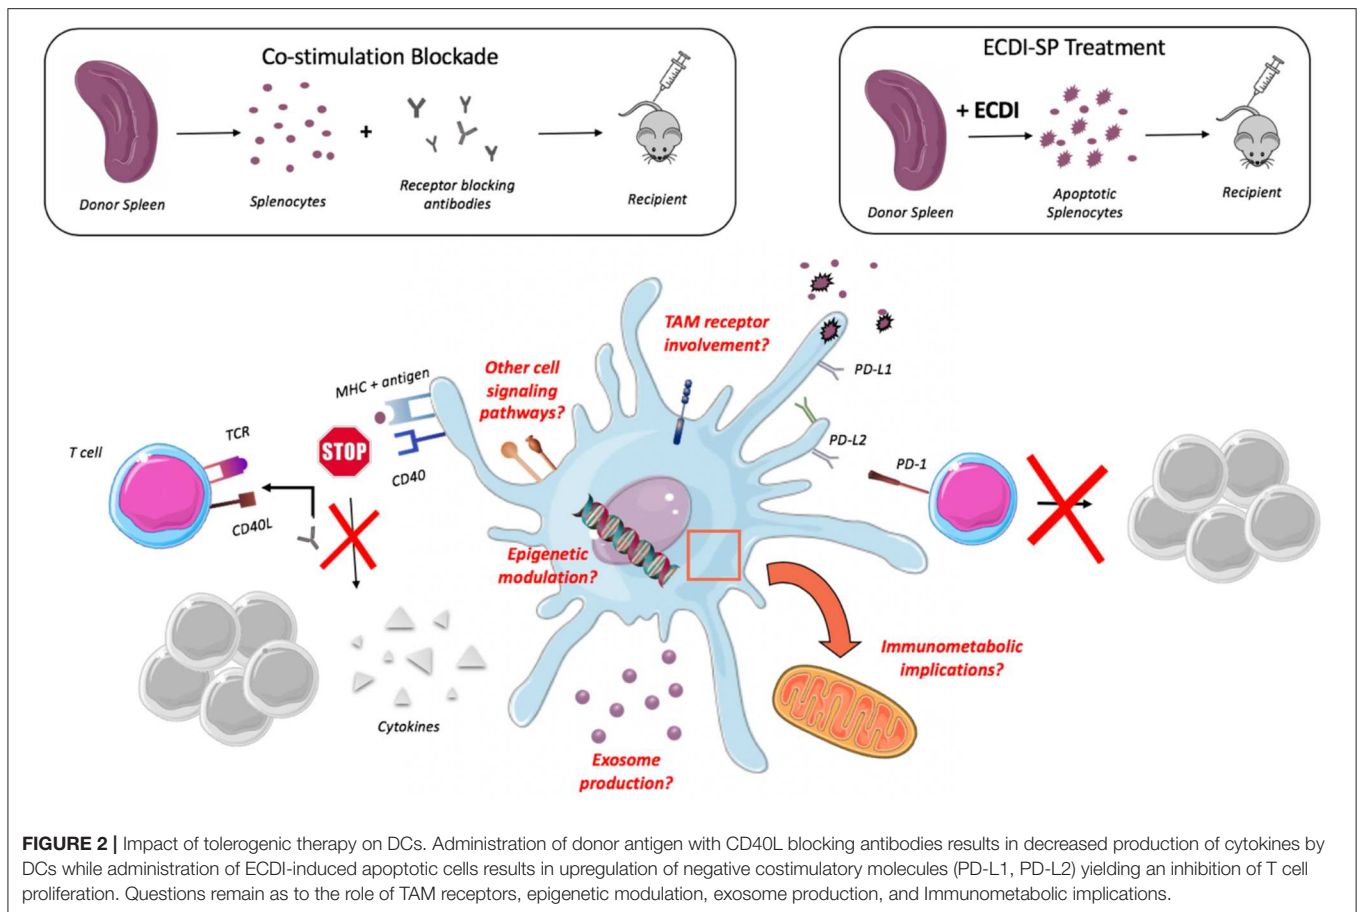 Co-stimulation Blockade
+
Donor Spleen
Splenocytes
Receptor blocking
antibodies
Recipient
ECDI-SP Treatment
+ ECDI
Donor Spleen
Apoptotic
Splenocytes
Recipient
TAM receptor
involvement?
PD-L1
Other cell
signaling
pathways?
MHC + antigen
PD-L2
TCR
T cell
STOP
CD40
PD-1
CD40L
Epigenetic
modulation?
Immunometabolic
implications?
Cytokines
Exosome
production?
FIGURE 2 | Impact of tolerogenic therapy on DCs. Administration of donor antigen with CD40L blocking antibodies results in decreased production of cytokines by
DCs while administration of ECDI-induced apoptotic cells results in upregulation of negative costimulatory molecules (PD-L1, PD-L2) yielding an inhibition of T cell
proliferation. Questions remain as to the role of TAM receptors, epigenetic modulation, exosome production, and Immunometabolic implications.